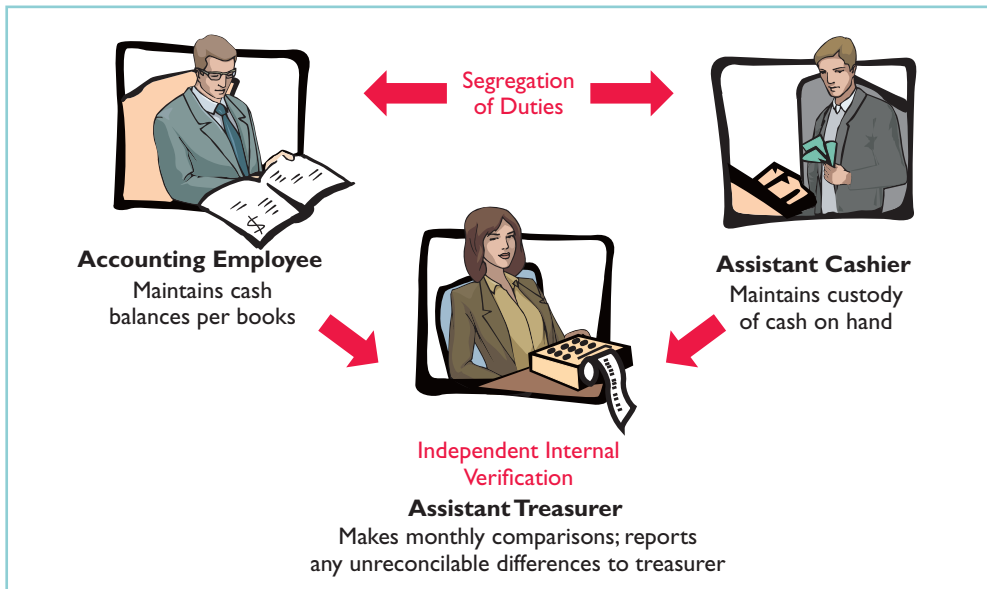 Segregation
of Duties
Accounting Employee
Maintains cash
balances per books
Assistant Cashier
Maintains custody
of cash on hand
Independent Internal
Verification
Assistant Treasurer
Makes monthly comparisons; reports
any unreconcilable differences to treasurer